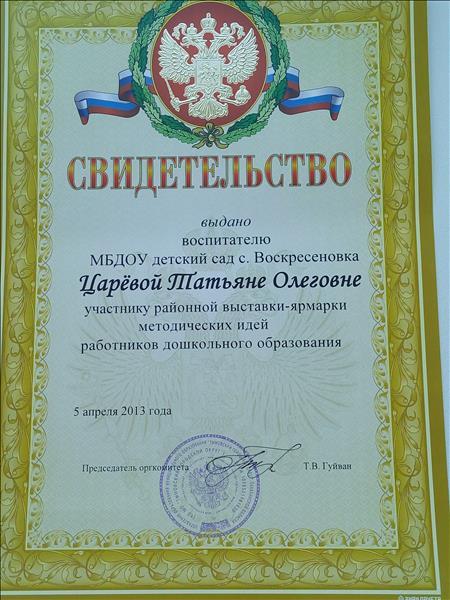 СВИДЕТЕЛЬСТВО
выдано
воспитателю
МБДОУ детский сад с. Воскресеновка
Царёвой Татьяне Олеговне
участнику районной выставки-ярмарки
методических идей
работников дошкольного образования
5 апреля 2013 года
Председатель оргкомитета Т.В. Гуйван